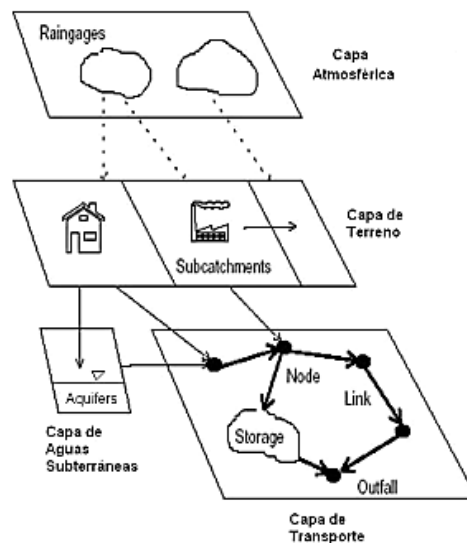 Raingages
Capa
Atmosférica
Capa de
Terreno
Subcatchments
Aquifers
Capa de
Aguas
Subterráneas
Node
Link
Storage
Outfall
Capa de
Transporte